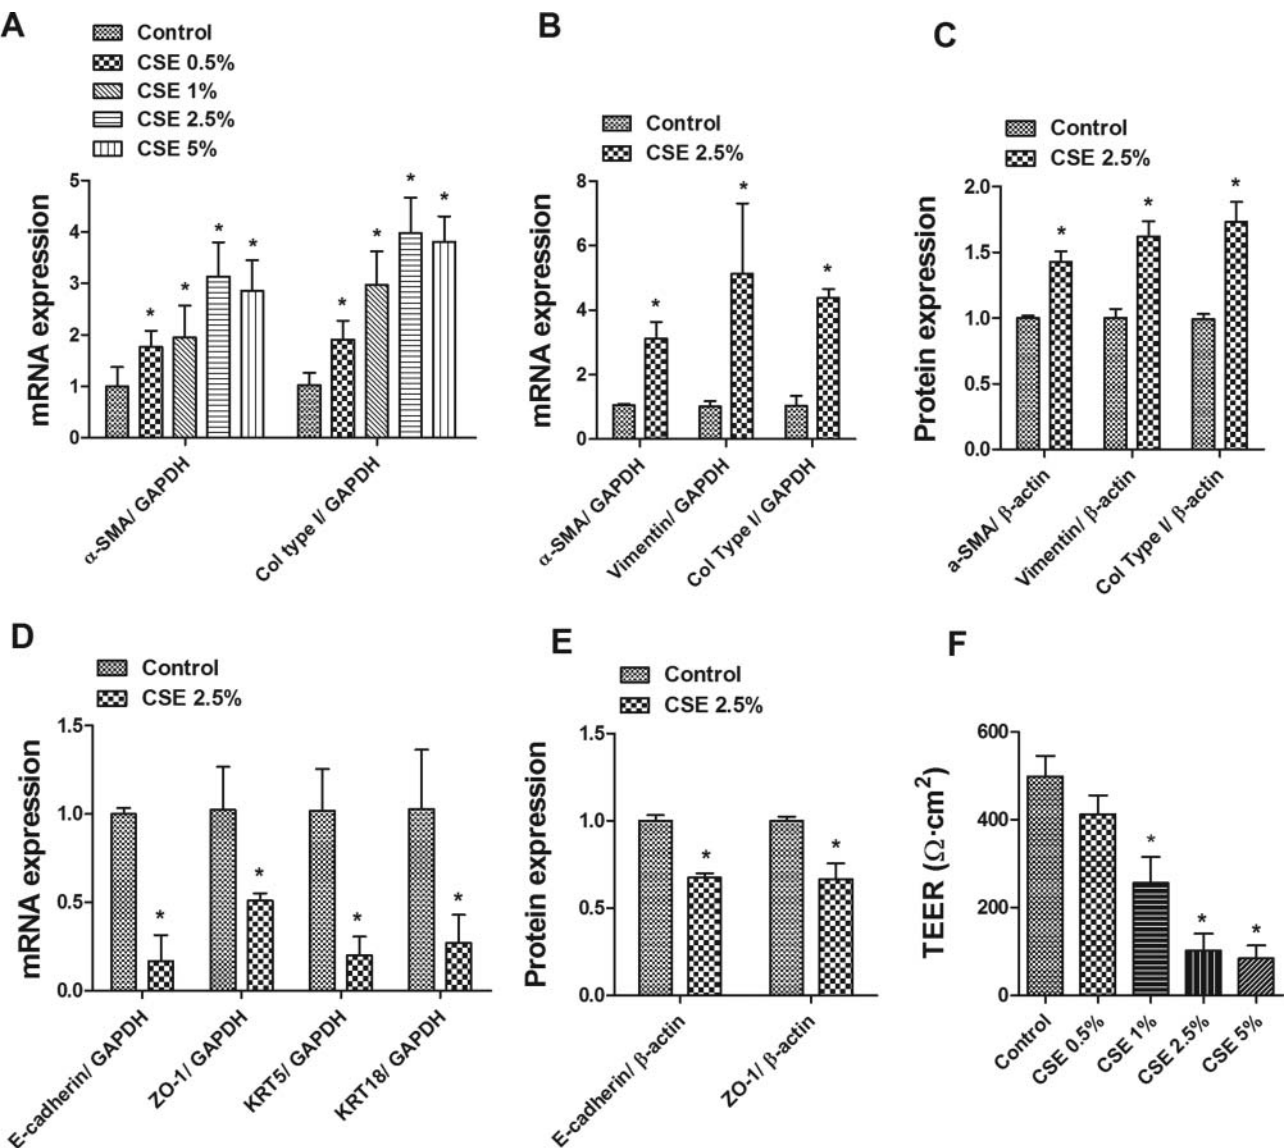 A
Control
CSE 0.5%
CSE 1%
CSE 2.5%
CSE 5%
mRNA expression
5
4
3
2
1
0
*
*
*
*
*
*
*
*
α-SMA/ GAPDH
Col type I/ GAPDH
B
Control
CSE 2.5%
mRNA expression
8
6
4
2
0
*
*
*
α-SMA/ GAPDH
Vimentin/ GAPDH
Col Type I/ GAPDH
C
Control
CSE 2.5%
Protein expression
2.0
1.5
1.0
0.5
0.0
*
*
*
a-SMA/ β-actin
Vimentin/ β-actin
Col Type I/ β-actin
D
Control
CSE 2.5%
mRNA expression
1.5
1.0
0.5
0.0
*
*
*
*
E-cadherin/ GAPDH
ZO-1/ GAPDH
KRT5/ GAPDH
KRT18/ GAPDH
E
Control
CSE 2.5%
Protein expression
1.5
1.0
0.5
0.0
*
*
E-cadherin/ β-actin
ZO-1/ β-actin
F
TEER (Ω·cm²)
600
400
200
0
*
*
*
Control
CSE 0.5%
CSE 1%
CSE 2.5%
CSE 5%